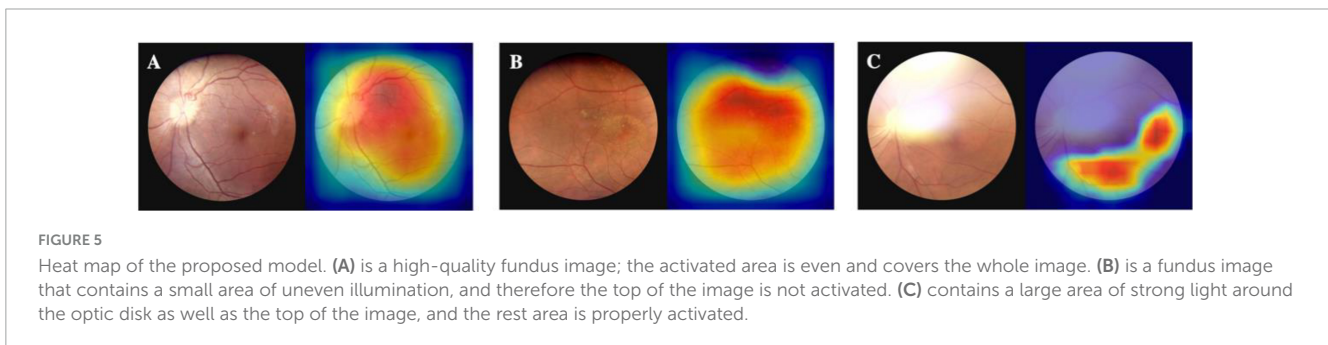 A
B
C
FIGURE 5
Heat map of the proposed model. (A) is a high-quality fundus image; the activated area is even and covers the whole image. (B) is a fundus image
that contains a small area of uneven illumination, and therefore the top of the image is not activated. (C) contains a large area of strong light around
the optic disk as well as the top of the image, and the rest area is properly activated.